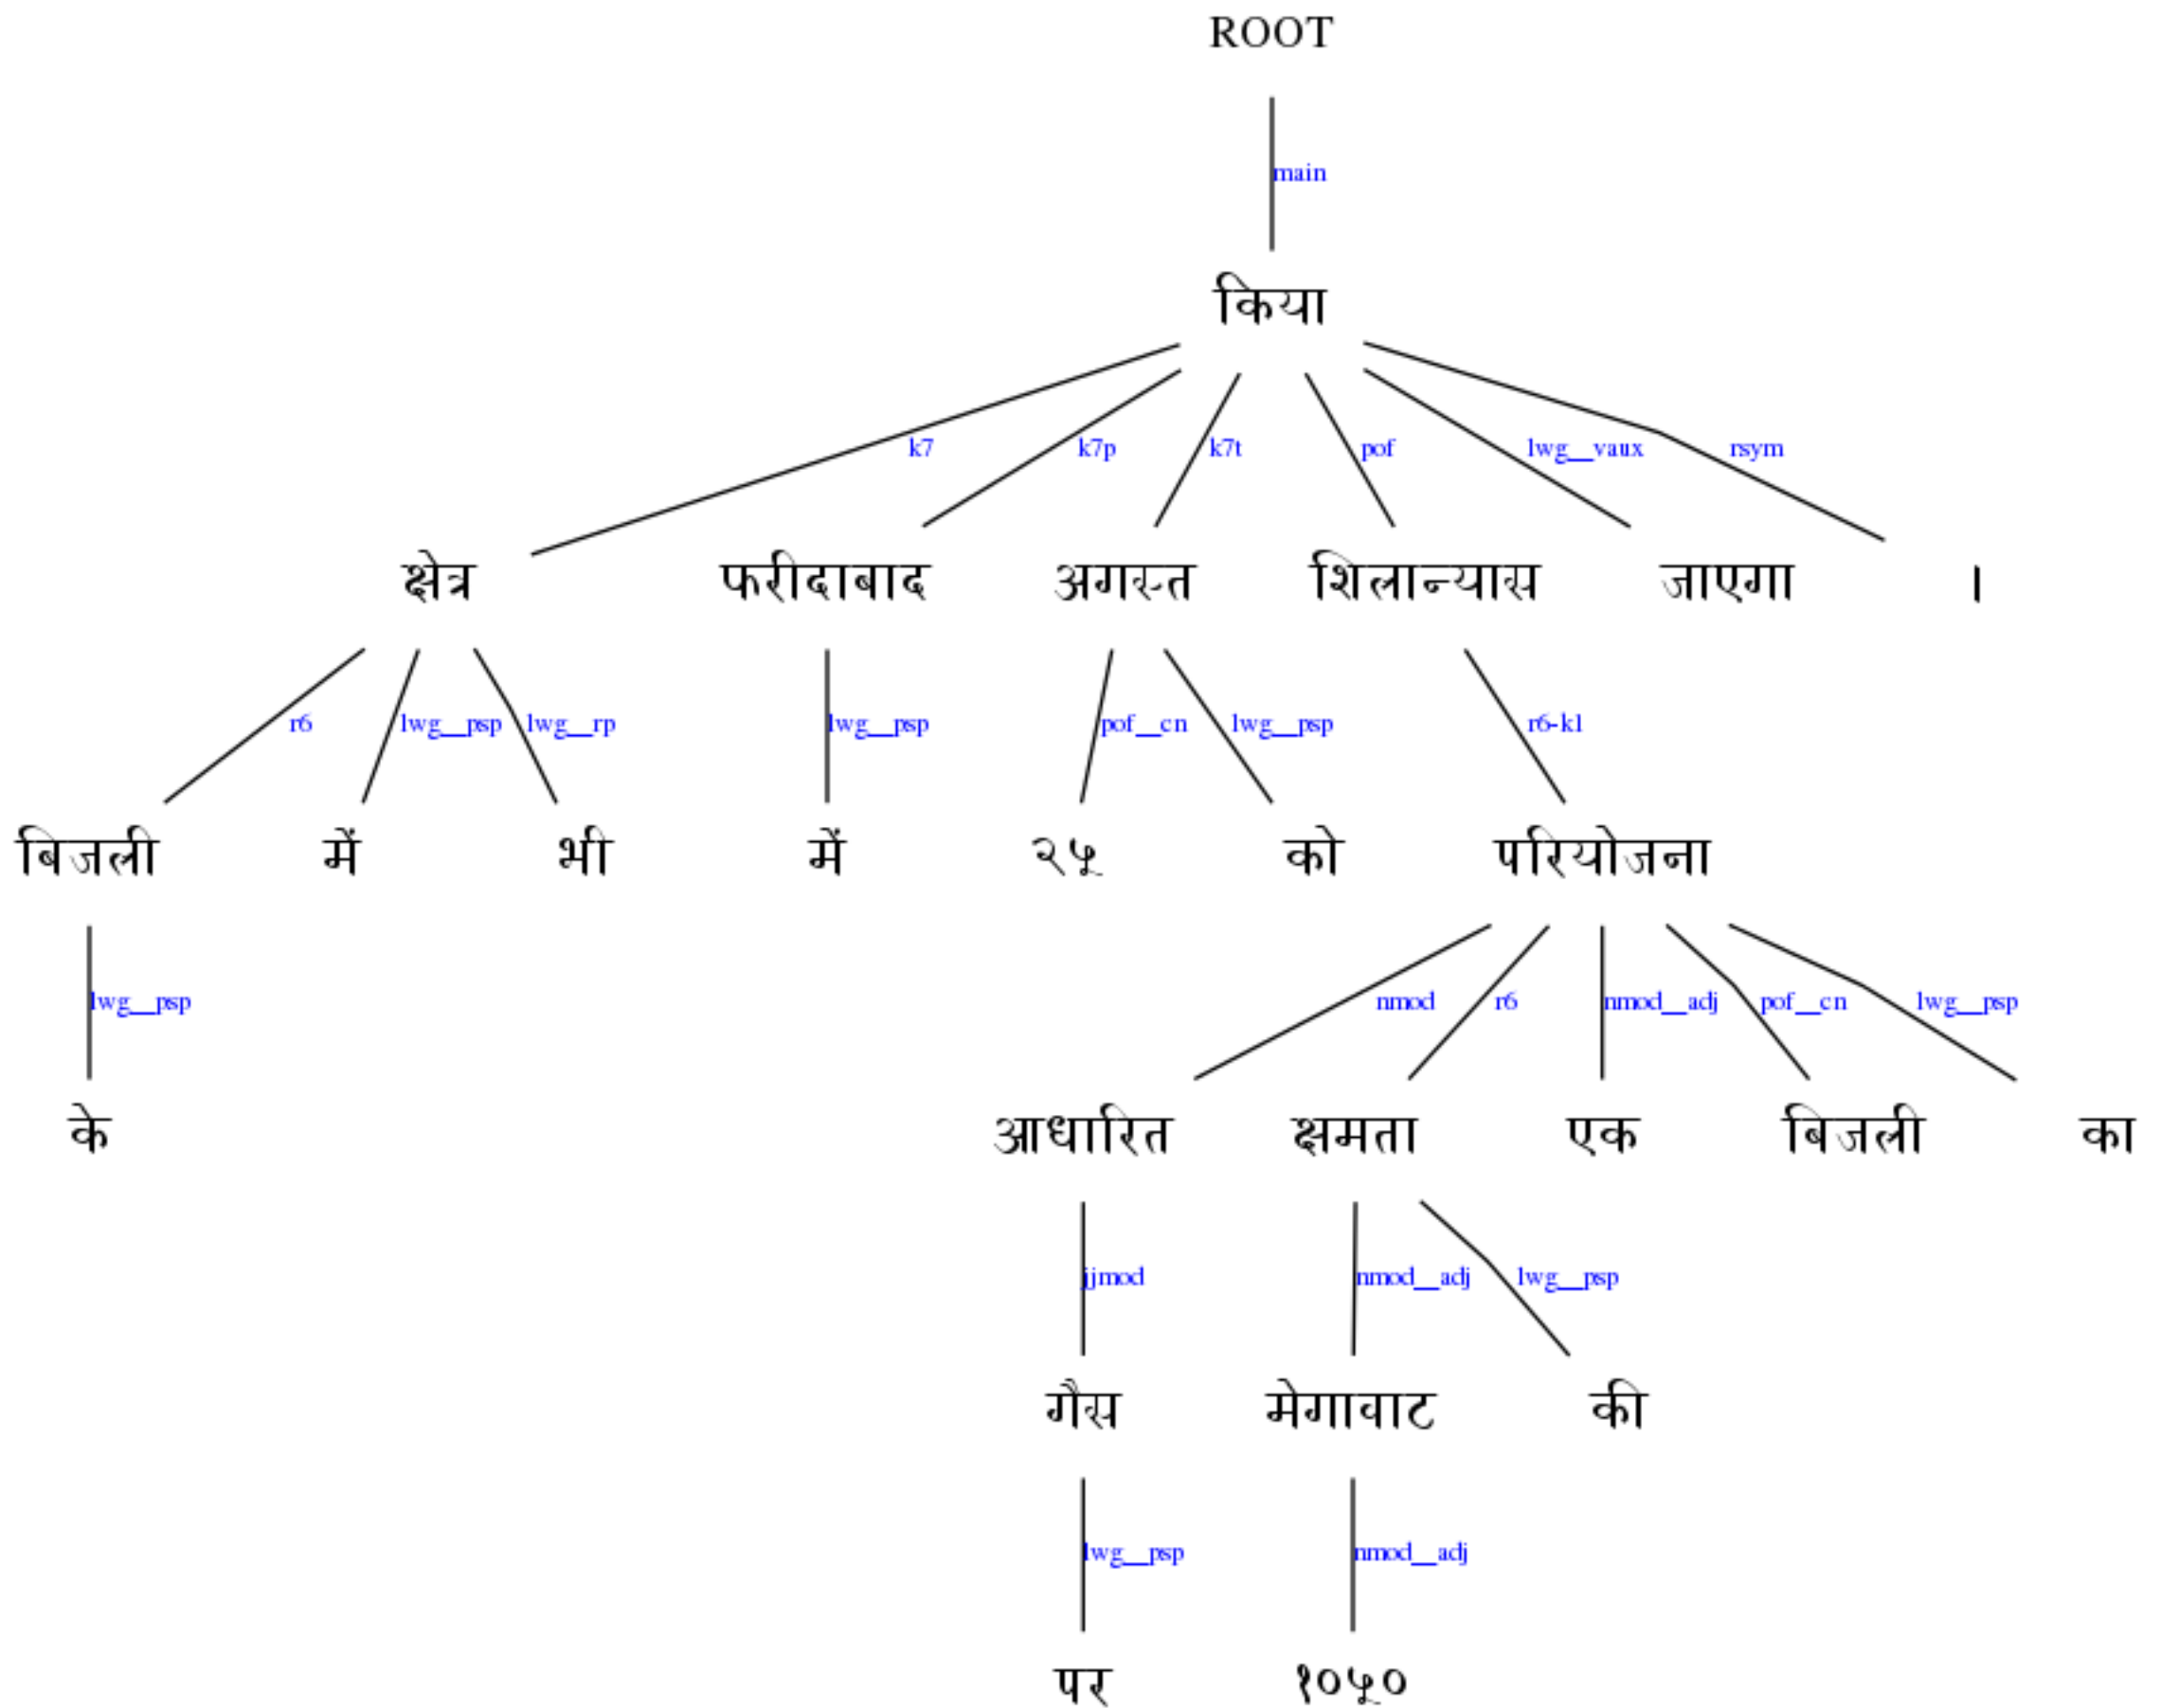 ROOT
main
किया
k7 k7p k7t pof lwg__vaux rsym
क्षेत्र फरीदाबाद अगस्त शिलान्यास जाएगा ।
r6 lwg__psp lwg__rp lwg__psp pof__cn lwg__psp r6-k1
बिजली में भी में २५ को परियोजना
lwg__psp nmod r6 nmod__adj pof__cn lwg__psp
के आधारित क्षमता एक बिजली का
jjmod nmod__adj lwg__psp
गैस मेगावाट की
lwg__psp nmod__adj
पर १०५०